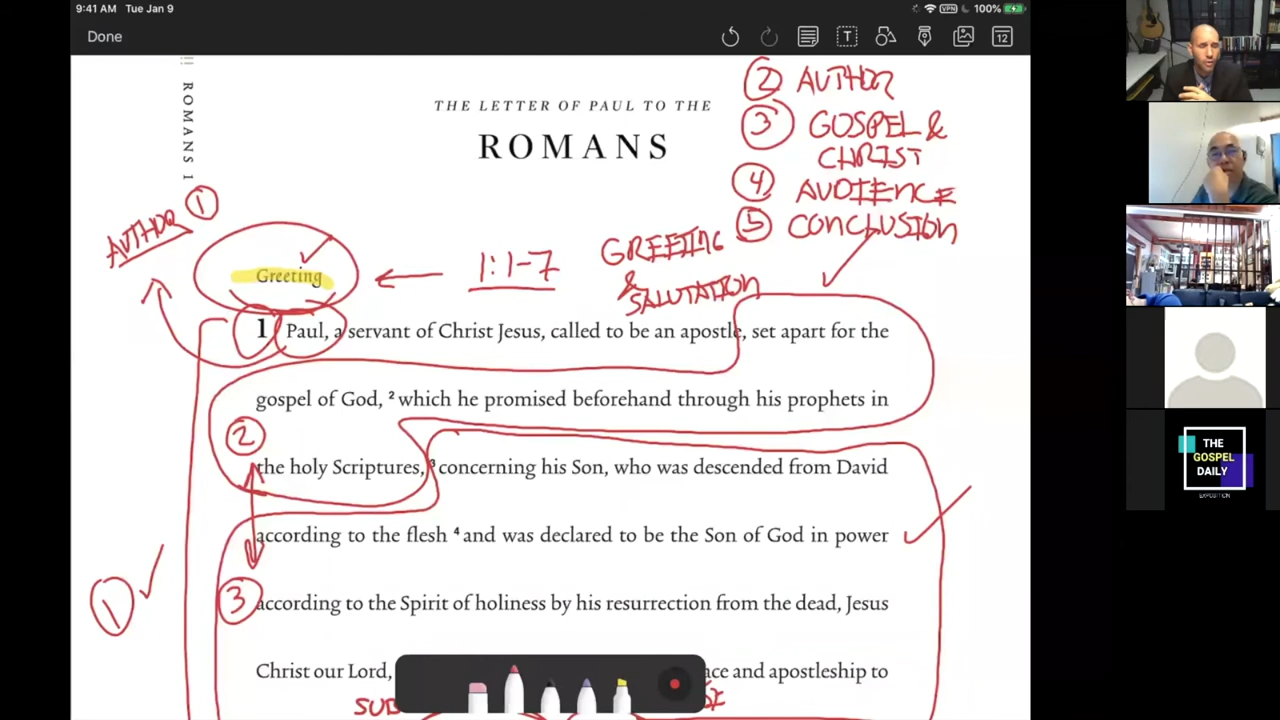 9:41 AM Tue Jan 9
VPN 100%
Done
T
12
ROMANS 1
THE LETTER OF PAUL TO THE
ROMANS
2 AUTHOR
3 GOSPEL &
CHRIST
4 AUDIENCE
5 CONCLUSION
AUTHOR 1
Greeting
1:1-7
GREETING
&
SALUTATION
1 Paul, a servant of Christ Jesus, called to be an apostle, set apart for the
gospel of God, 2 which he promised beforehand through his prophets in
2
the holy Scriptures, 3 concerning his Son, who was descended from David
according to the flesh 4 and was declared to be the Son of God in power
1
3
according to the Spirit of holiness by his resurrection from the dead, Jesus
Christ our Lord,
and apostleship to
THE
GOSPEL
DAILY
EXPOSITION